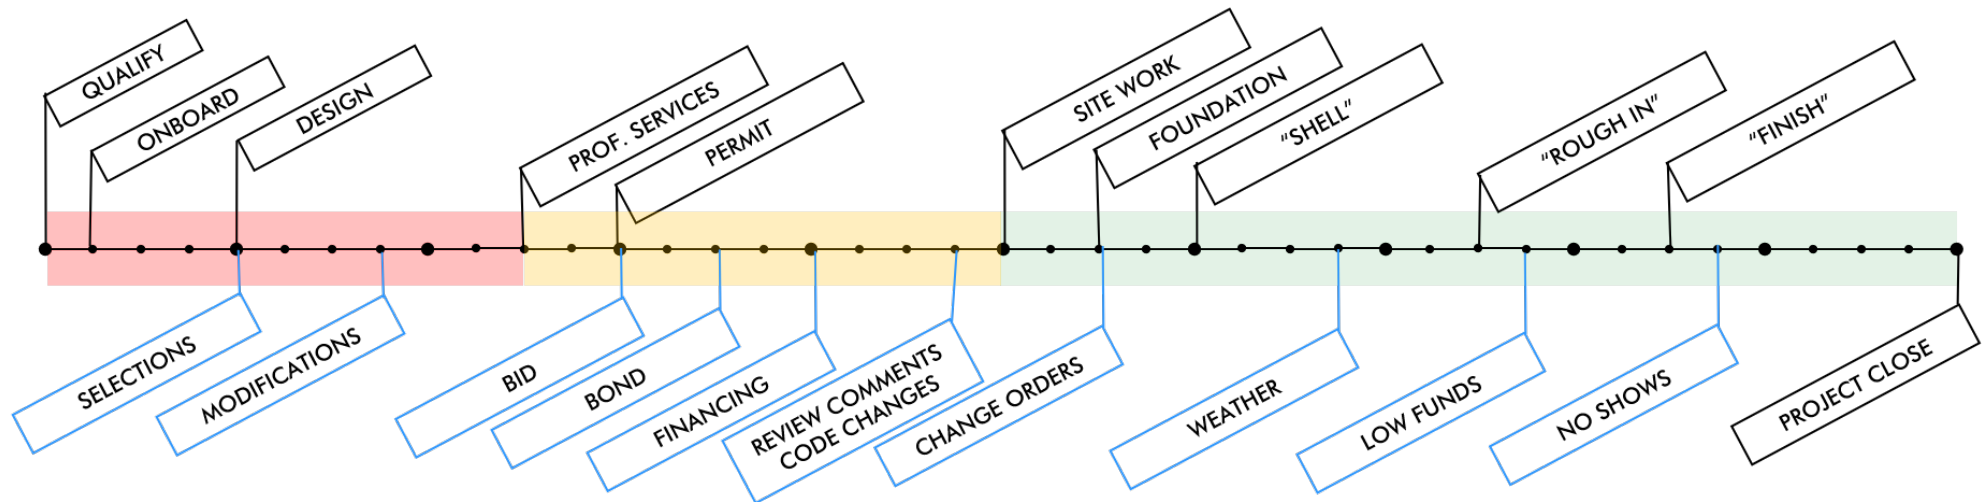 QUALIFY
ONBOARD
DESIGN
PROF. SERVICES
PERMIT
SITE WORK
FOUNDATION
“SHELL”
“ROUGH IN”
“FINISH”
SELECTIONS
MODIFICATIONS
BID
BOND
FINANCING
REVIEW COMMENTS
CODE CHANGES
CHANGE ORDERS
WEATHER
LOW FUNDS
NO SHOWS
PROJECT CLOSE